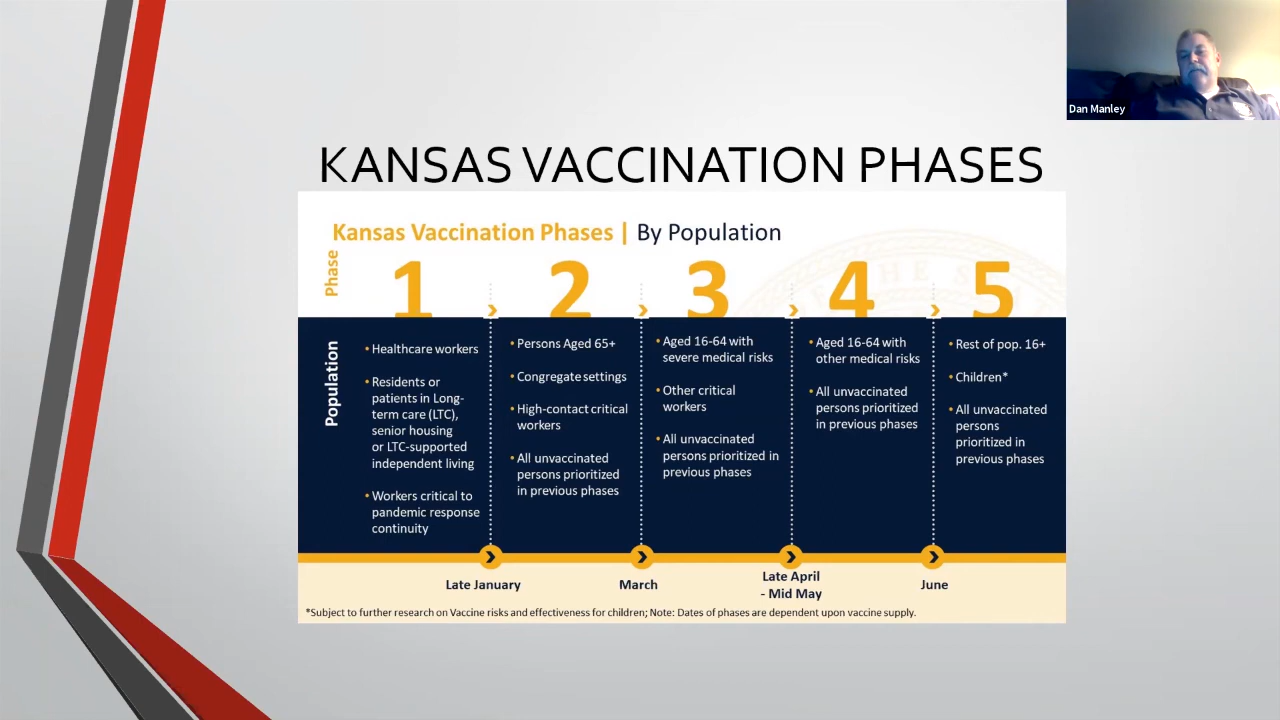 Dan Manley
KANSAS VACCINATION PHASES
Kansas Vaccination Phases | By Population
Phase
1
2
3
4
5
Population
• Healthcare workers
• Residents or
patients in Long-
term care (LTC),
senior housing
or LTC-supported
independent living
• Workers critical to
pandemic response
continuity
• Persons Aged 65+
• Congregate settings
• High-contact critical
workers
• All unvaccinated
persons prioritized
in previous phases
• Aged 16-64 with
severe medical risks
• Other critical
workers
• All unvaccinated
persons prioritized in
previous phases
• Aged 16-64 with
other medical risks
• All unvaccinated
persons prioritized
in previous phases
• Rest of pop. 16+
• Children*
• All unvaccinated
persons
prioritized in
previous phases
Late January
March
Late April
- Mid May
June
*Subject to further research on Vaccine risks and effectiveness for children; Note: Dates of phases are dependent upon vaccine supply.